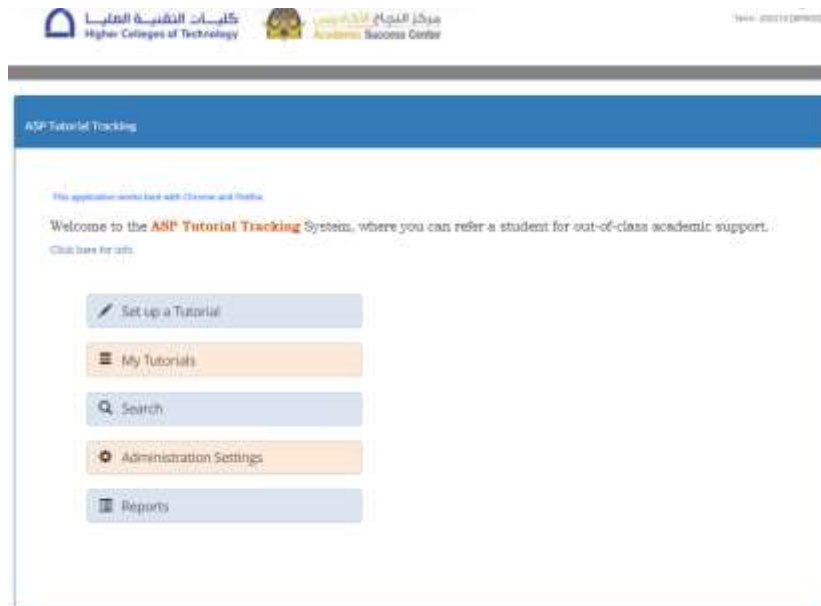 كليات التقنية العليا
Higher Colleges of Technology
مركز النجاح الأكاديمي
Academic Success Center
ASP Tutorial Tracking
This application works best with Chrome and Firefox
Welcome to the ASP Tutorial Tracking System, where you can refer a student for out-of-class academic support.
Click here for info
Set up a Tutorial
My Tutorials
Search
Administration Settings
Reports